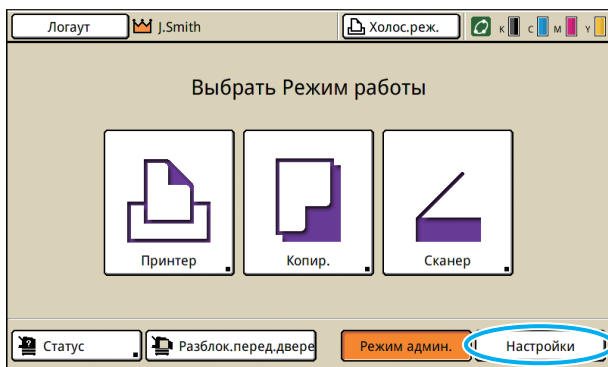 Логаут J.Smith Холос.реж. K C M Y
Выбрать Режим работы
Принтер Копир. Сканер
Статус Разблок.перед.двере Режим админ. Настройки